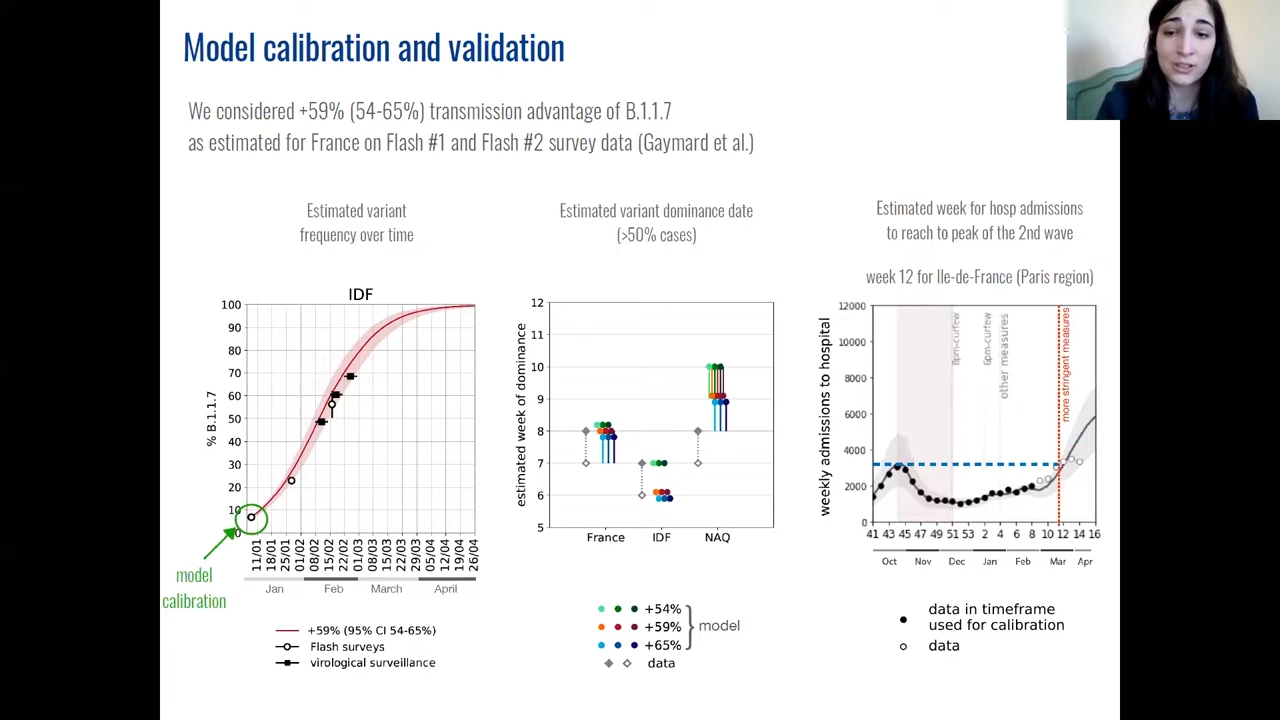 Model calibration and validation
We considered +59% (54-65%) transmission advantage of B.1.1.7
as estimated for France on Flash #1 and Flash #2 survey data (Gaymard et al.)
Estimated variant
frequency over time
IDF
100
90
80
70
60
50
40
30
20
10
0
% B.1.1.7
11/01
18/01
25/01
01/02
08/02
15/02
22/02
01/03
08/03
15/03
22/03
29/03
05/04
12/04
19/04
26/04
Jan Feb March April
model
calibration
+59% (95% CI 54-65%)
Flash surveys
virological surveillance
Estimated variant dominance date
(>50% cases)
12
11
10
9
8
7
6
5
estimated week of dominance
France IDF NAQ
+54%
+59% model
+65%
data
Estimated week for hosp admissions
to reach to peak of the 2nd wave
week 12 for Ile-de-France (Paris region)
12000
10000
8000
6000
4000
2000
0
weekly admissions to hospital
8pm-curfew
6pm-curfew
other measures
more stringent measures
41 43 45 47 49 51 53 2 4 6 8 10 12 14 16
Oct Nov Dec Jan Feb Mar Apr
data in timeframe
used for calibration
data